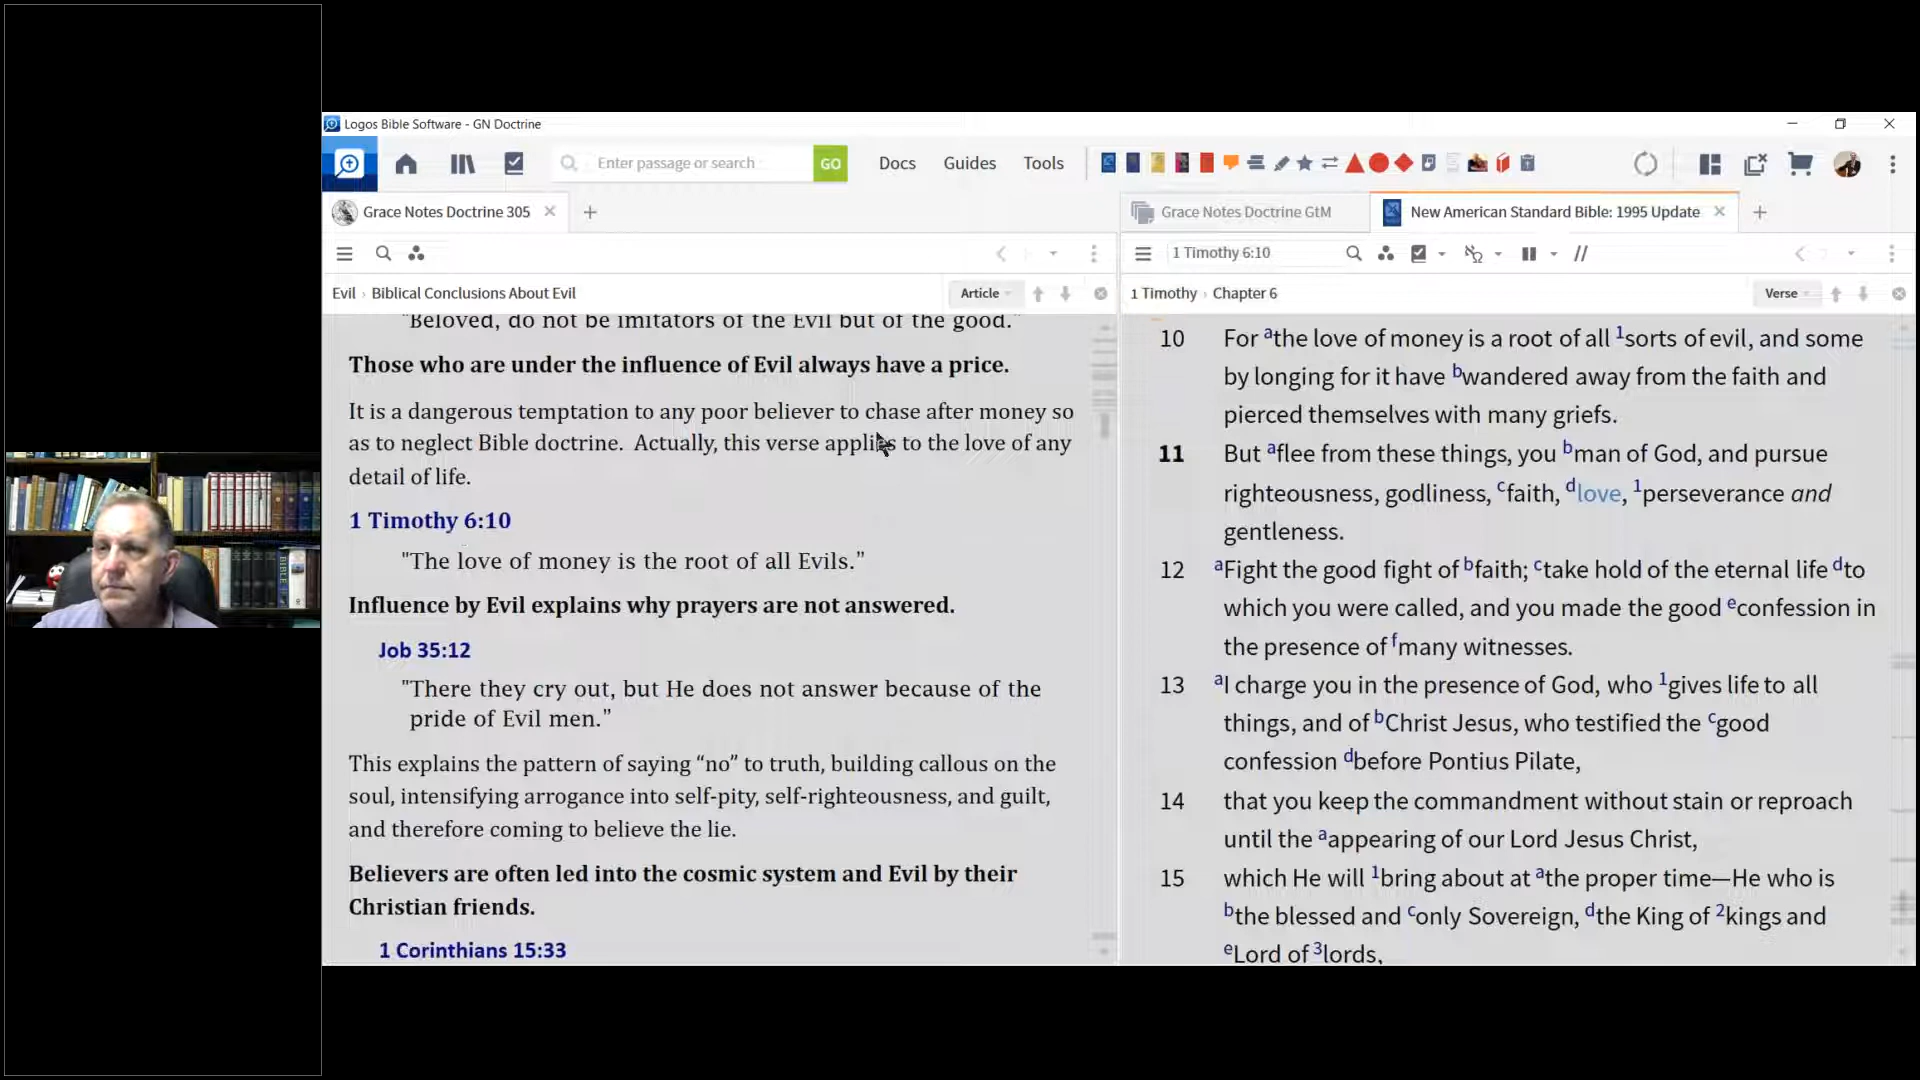 Logos Bible Software - GN Doctrine
Enter passage or search
GO
Docs
Guides
Tools
Grace Notes Doctrine 305
Evil › Biblical Conclusions About Evil
Article
"Beloved, do not be imitators of the Evil but of the good."
Those who are under the influence of Evil always have a price.
It is a dangerous temptation to any poor believer to chase after money so
as to neglect Bible doctrine. Actually, this verse applies to the love of any
detail of life.
1 Timothy 6:10
"The love of money is the root of all Evils."
Influence by Evil explains why prayers are not answered.
Job 35:12
"There they cry out, but He does not answer because of the
pride of Evil men."
This explains the pattern of saying “no” to truth, building callous on the
soul, intensifying arrogance into self-pity, self-righteousness, and guilt,
and therefore coming to believe the lie.
Believers are often led into the cosmic system and Evil by their
Christian friends.
1 Corinthians 15:33
Grace Notes Doctrine GtM
New American Standard Bible: 1995 Update
1 Timothy 6:10
1 Timothy › Chapter 6
Verse
10 For ᵃthe love of money is a root of all ¹sorts of evil, and some
by longing for it have ᵇwandered away from the faith and
pierced themselves with many griefs.
11 But ᵃflee from these things, you ᵇman of God, and pursue
righteousness, godliness, ᶜfaith, ᵈlove, ¹perseverance and
gentleness.
12 ᵃFight the good fight of ᵇfaith; ᶜtake hold of the eternal life ᵈto
which you were called, and you made the good ᵉconfession in
the presence of ᶠmany witnesses.
13 ᵃI charge you in the presence of God, who ¹gives life to all
things, and of ᵇChrist Jesus, who testified the ᶜgood
confession ᵈbefore Pontius Pilate,
14 that you keep the commandment without stain or reproach
until the ᵃappearing of our Lord Jesus Christ,
15 which He will ¹bring about at ᵃthe proper time—He who is
ᵇthe blessed and ᶜonly Sovereign, ᵈthe King of ²kings and
ᵉLord of ³lords,
BIBLE